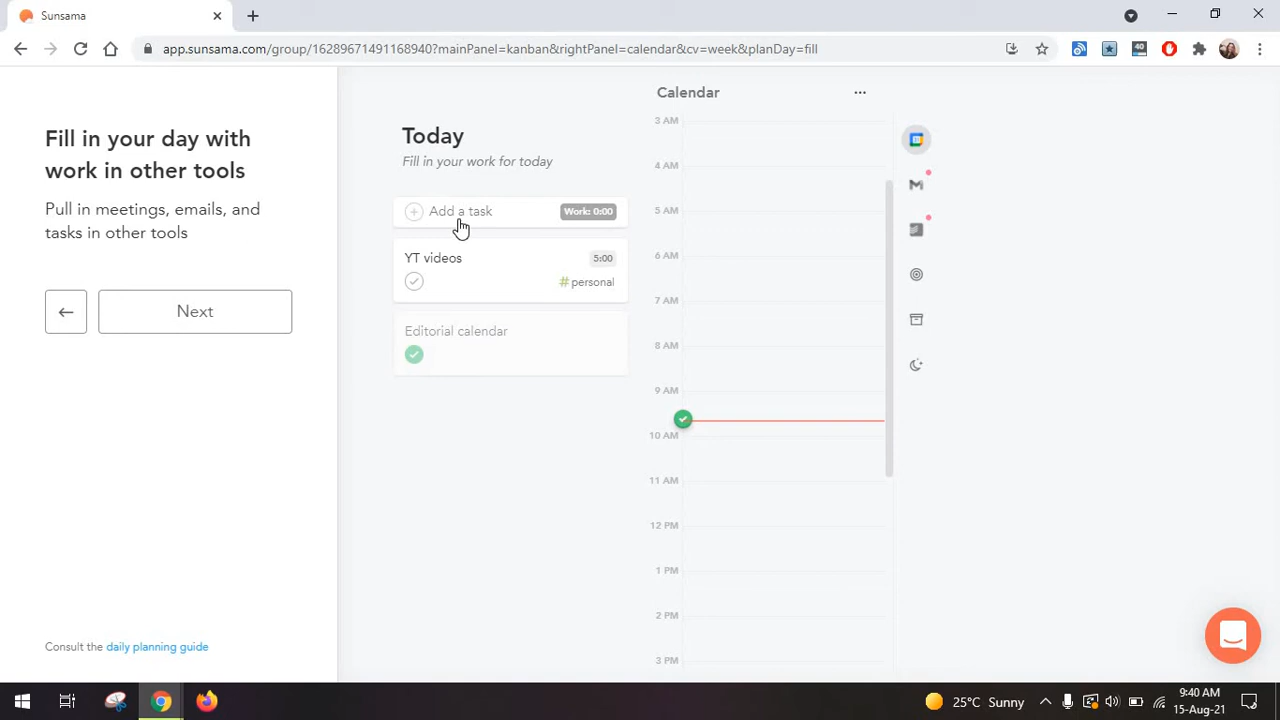 Sunsama
app.sunsama.com/group/16289671491168940?mainPanel=kanban&rightPanel=calendar&cv=week&planDay=fill
40
Fill in your day with
work in other tools
Pull in meetings, emails, and
tasks in other tools
Next
Consult the daily planning guide
Today
Fill in your work for today
Add a task
Work: 0:00
YT videos
5:00
#personal
Editorial calendar
Calendar
3 AM
4 AM
5 AM
6 AM
7 AM
8 AM
9 AM
10 AM
11 AM
12 PM
1 PM
2 PM
3 PM
25°C Sunny
9:40 AM
15-Aug-21